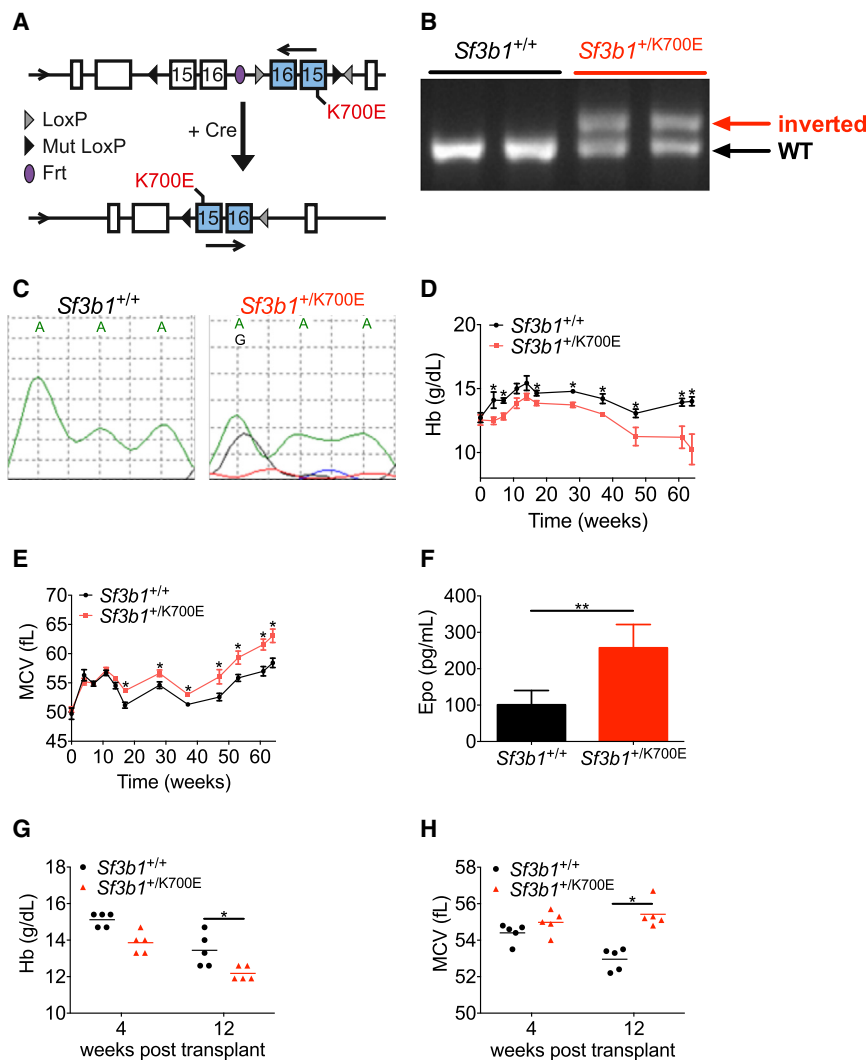 A
15 16 16 15
K700E
LoxP
Mut LoxP
Frt
+ Cre
K700E
15 16
B
Sf3b1+/+ Sf3b1+/K700E
inverted
WT
C
Sf3b1+/+ Sf3b1+/K700E
A A A A A A
G
D
Sf3b1+/+
Sf3b1+/K700E
Hb (g/dL)
20
15
10
* * * * * * * *
0 10 20 30 40 50 60
Time (weeks)
E
Sf3b1+/+
Sf3b1+/K700E
MCV (fL)
70
65
60
55
50
45
* * * * * * *
0 10 20 30 40 50 60
Time (weeks)
F
Epo (pg/mL)
400
300
200
100
0
**
Sf3b1+/+ Sf3b1+/K700E
G
Sf3b1+/+
Sf3b1+/K700E
Hb (g/dL)
18
16
14
12
10
*
4 12
weeks post transplant
H
Sf3b1+/+
Sf3b1+/K700E
MCV (fL)
58
56
54
52
50
*
4 12
weeks post transplant